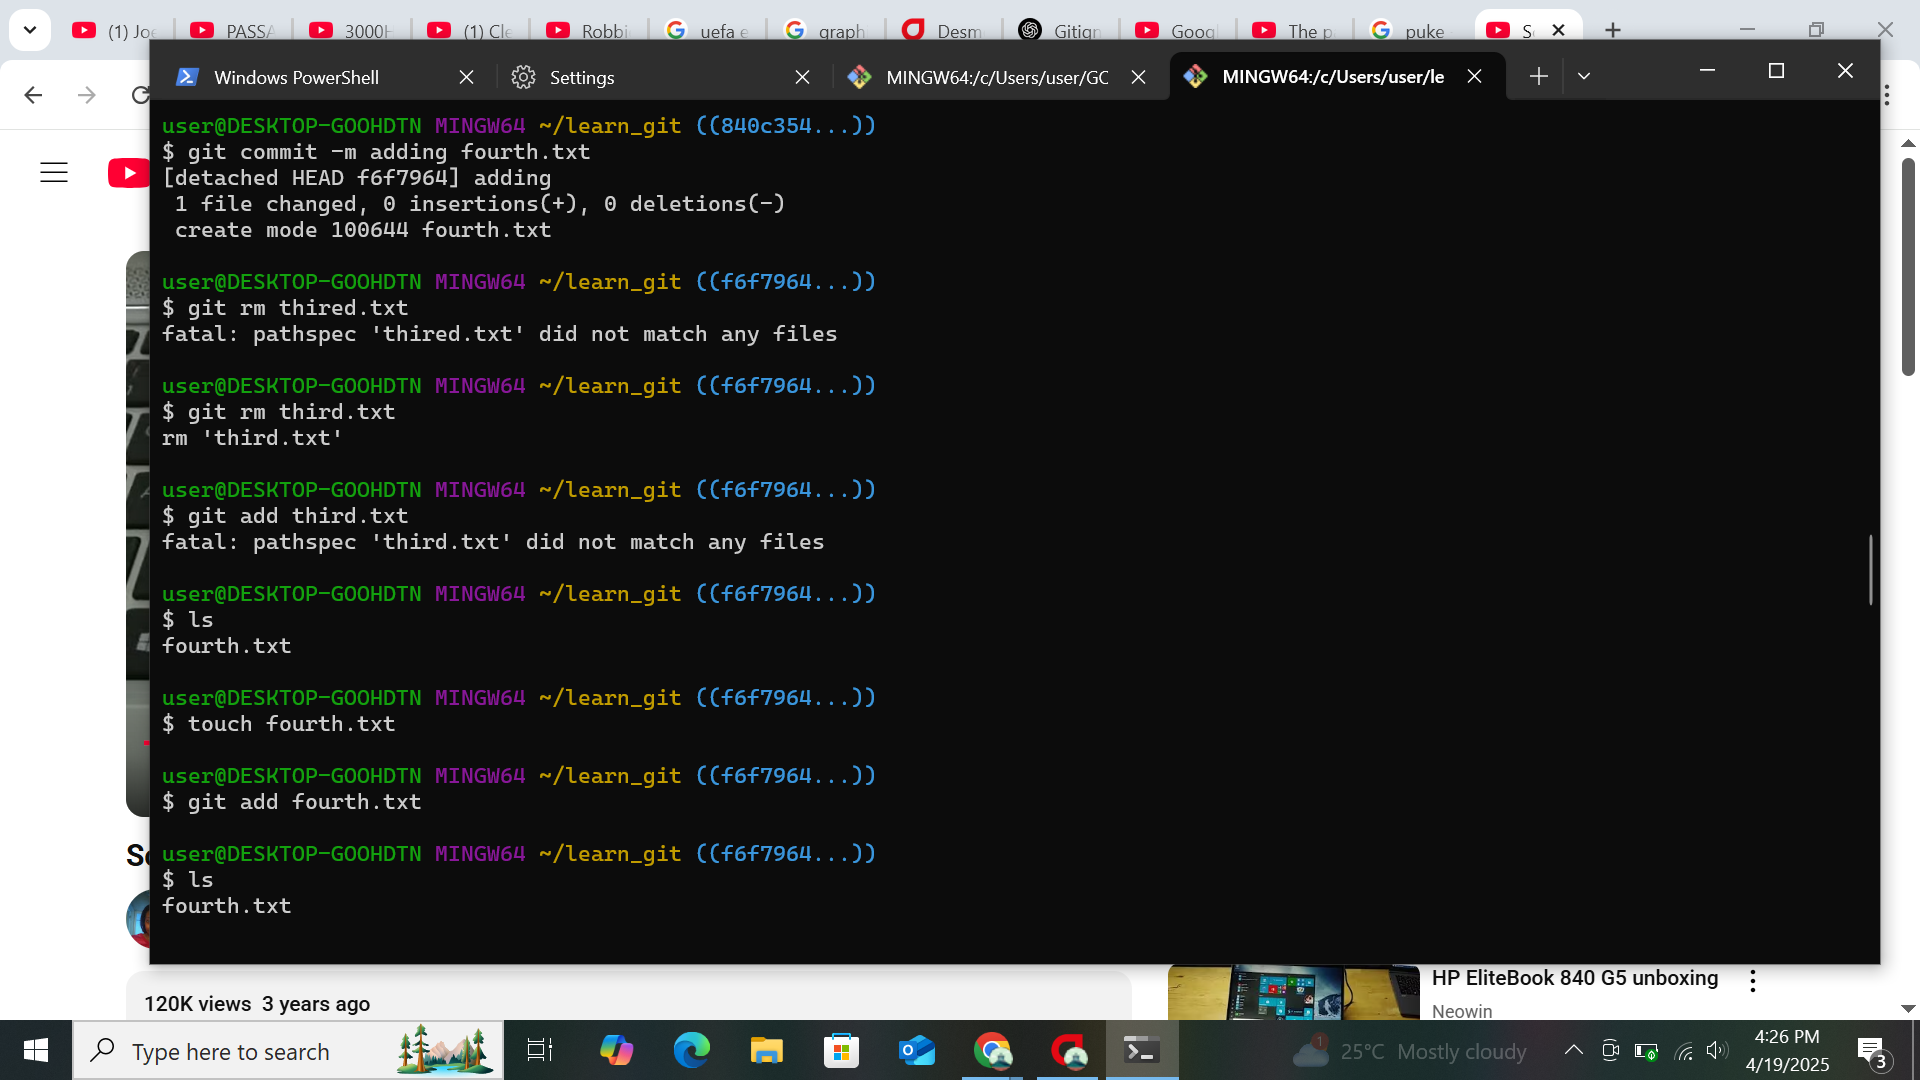 (1) Joe
PASSA
3000H
(1) Cle
Robbi
uefa e
graph
Desm
Gitign
Goog
The p
puke
S
Windows PowerShell
Settings
MINGW64:/c/Users/user/GC
MINGW64:/c/Users/user/le
user@DESKTOP-GOOHDTN MINGW64 ~/learn_git ((840c354...))
$ git commit -m adding fourth.txt
[detached HEAD f6f7964] adding
1 file changed, 0 insertions(+), 0 deletions(-)
create mode 100644 fourth.txt
user@DESKTOP-GOOHDTN MINGW64 ~/learn_git ((f6f7964...))
$ git rm thired.txt
fatal: pathspec 'thired.txt' did not match any files
user@DESKTOP-GOOHDTN MINGW64 ~/learn_git ((f6f7964...))
$ git rm third.txt
rm 'third.txt'
user@DESKTOP-GOOHDTN MINGW64 ~/learn_git ((f6f7964...))
$ git add third.txt
fatal: pathspec 'third.txt' did not match any files
user@DESKTOP-GOOHDTN MINGW64 ~/learn_git ((f6f7964...))
$ ls
fourth.txt
user@DESKTOP-GOOHDTN MINGW64 ~/learn_git ((f6f7964...))
$ touch fourth.txt
user@DESKTOP-GOOHDTN MINGW64 ~/learn_git ((f6f7964...))
$ git add fourth.txt
user@DESKTOP-GOOHDTN MINGW64 ~/learn_git ((f6f7964...))
$ ls
fourth.txt
120K views 3 years ago
HP EliteBook 840 G5 unboxing
Neowin
Type here to search
1
25°C Mostly cloudy
4:26 PM
4/19/2025
3